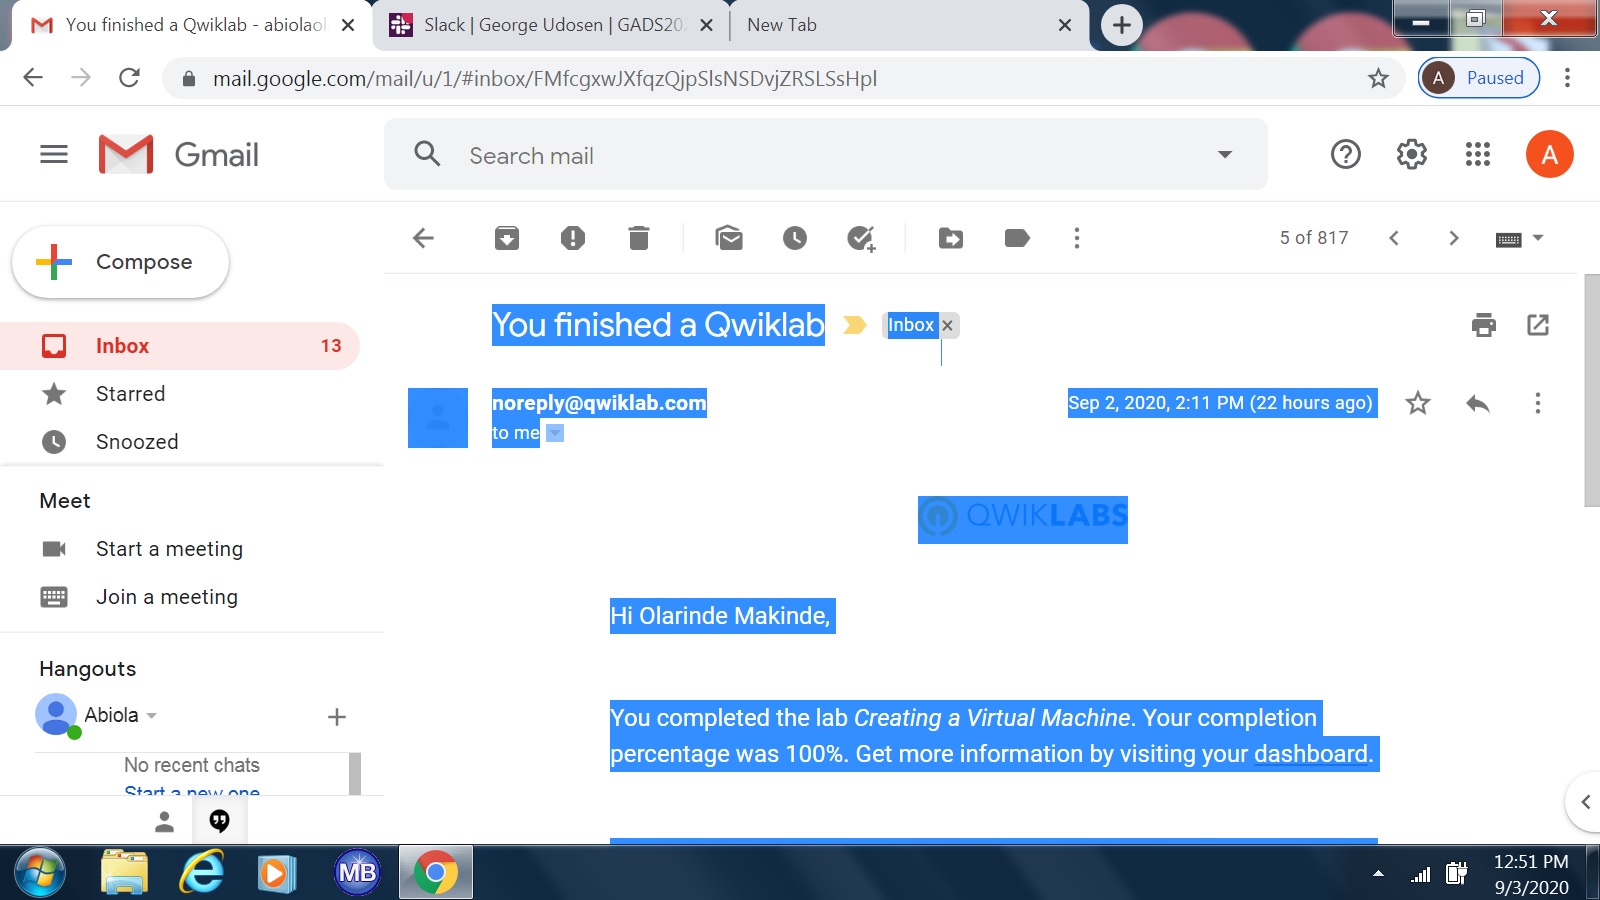 You finished a Qwiklab - abiolaol
Slack | George Udosen | GADS202
New Tab
mail.google.com/mail/u/1/#inbox/FMfcgxwJXfqzQjpSlsNSDvjZRSLSsHpl
A Paused
Gmail
Search mail
A
Compose
5 of 817
Inbox 13
Starred
Snoozed
Meet
Start a meeting
Join a meeting
Hangouts
Abiola
No recent chats
Start a new one
You finished a Qwiklab Inbox x
noreply@qwiklab.com Sep 2, 2020, 2:11 PM (22 hours ago)
to me
QWIKLABS
Hi Olarinde Makinde,
You completed the lab Creating a Virtual Machine. Your completion
percentage was 100%. Get more information by visiting your dashboard.
MB
12:51 PM
9/3/2020